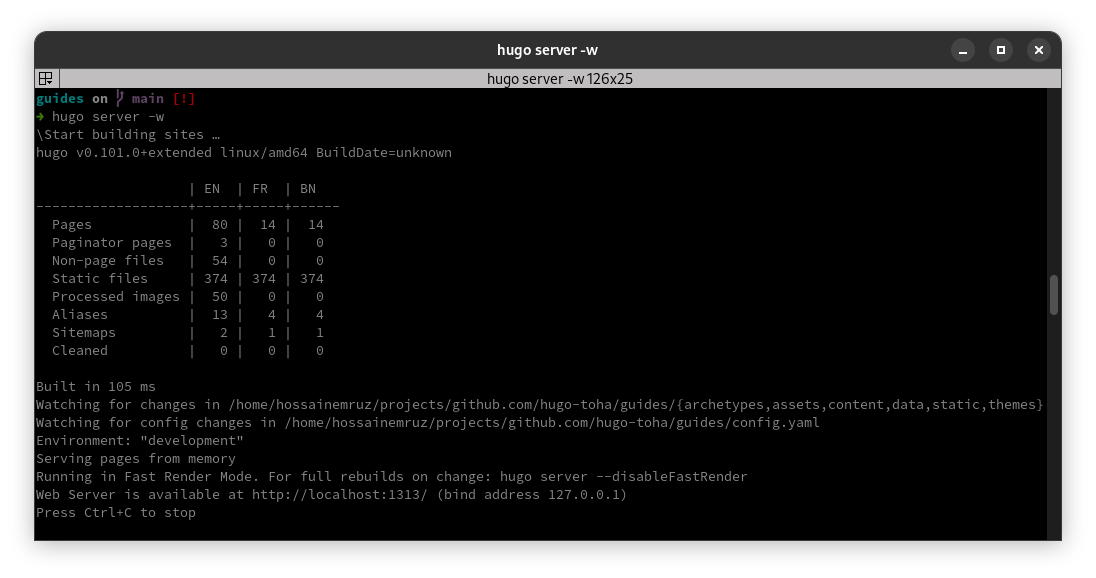 hugo server -w
hugo server -w 126x25
guides on main [!]
➜ hugo server -w
\Start building sites …
hugo v0.101.0+extended linux/amd64 BuildDate=unknown
                   | EN  | FR  | BN
-------------------+-----+-----+------
  Pages            |  80 |  14 |  14
  Paginator pages  |   3 |   0 |   0
  Non-page files   |  54 |   0 |   0
  Static files     | 374 | 374 | 374
  Processed images |  50 |   0 |   0
  Aliases          |  13 |   4 |   4
  Sitemaps         |   2 |   1 |   1
  Cleaned          |   0 |   0 |   0
Built in 105 ms
Watching for changes in /home/hossainemruz/projects/github.com/hugo-toha/guides/{archetypes,assets,content,data,static,themes}
Watching for config changes in /home/hossainemruz/projects/github.com/hugo-toha/guides/config.yaml
Environment: "development"
Serving pages from memory
Running in Fast Render Mode. For full rebuilds on change: hugo server --disableFastRender
Web Server is available at http://localhost:1313/ (bind address 127.0.0.1)
Press Ctrl+C to stop